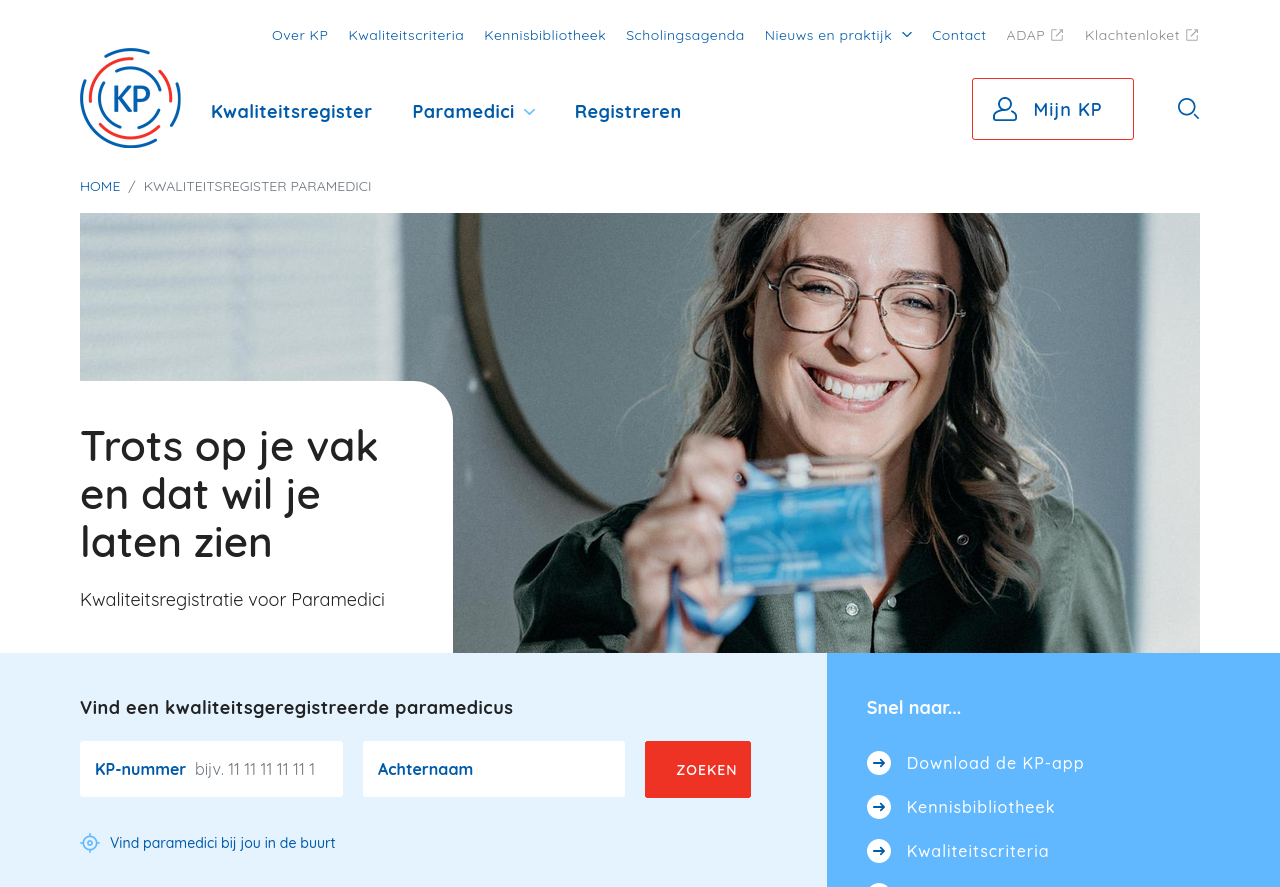 Over KP Kwaliteitscriteria Kennisbibliotheek Scholingsagenda Nieuws en praktijk Contact ADAP Klachtenloket
KP
Kwaliteitsregister Paramedici Registreren
Mijn KP
HOME / KWALITEITSREGISTER PARAMEDICI
Trots op je vak
en dat wil je
laten zien
Kwaliteitsregistratie voor Paramedici
Vind een kwaliteitsgeregistreerde paramedicus
KP-nummer bijv. 11 11 11 11 11 1
Achternaam
ZOEKEN
Vind paramedici bij jou in de buurt
Snel naar...
Download de KP-app
Kennisbibliotheek
Kwaliteitscriteria